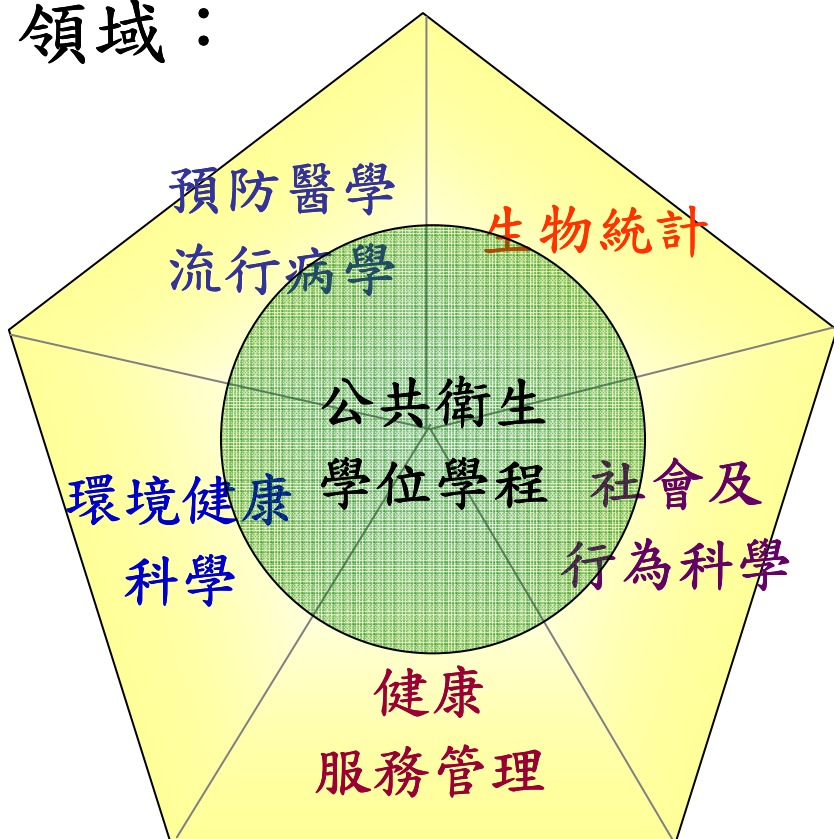 領域：
預防醫學
流行病學
生物統計
公共衛生
學位學程
環境健康
科學
社會及
行為科學
健康
服務管理